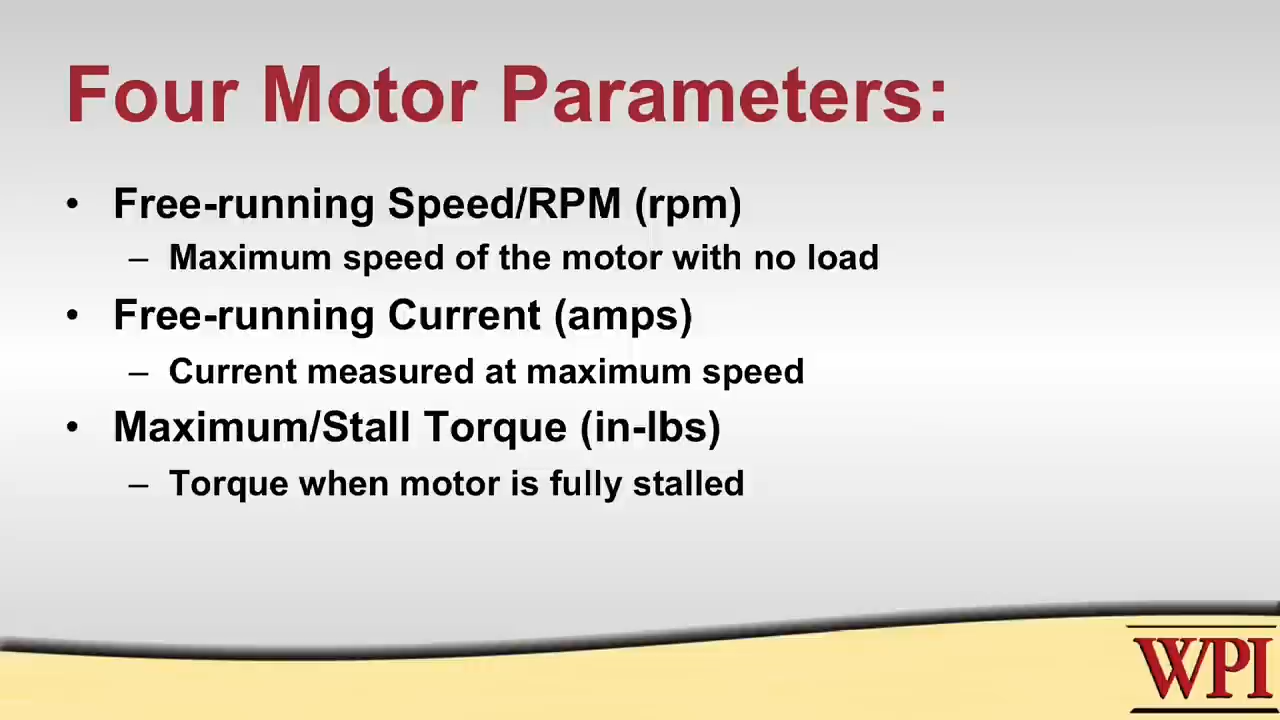 Four Motor Parameters:
• Free-running Speed/RPM (rpm)
– Maximum speed of the motor with no load
• Free-running Current (amps)
– Current measured at maximum speed
• Maximum/Stall Torque (in-lbs)
– Torque when motor is fully stalled
WPI